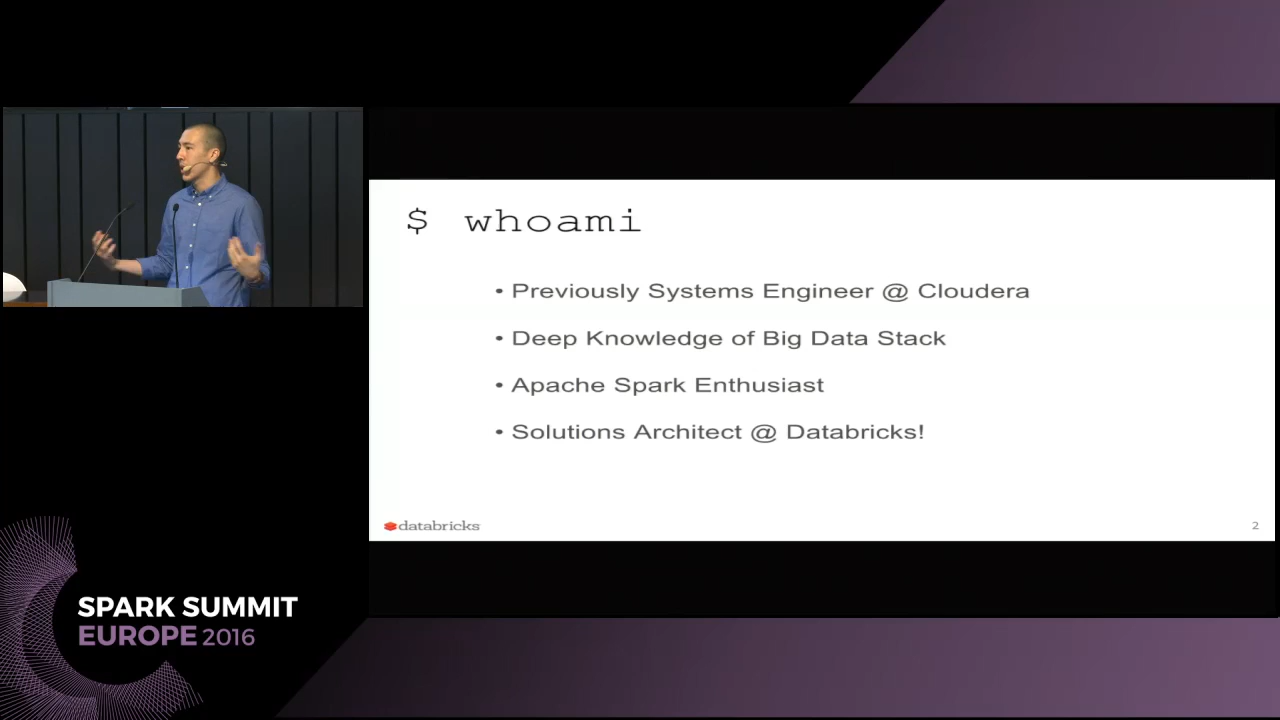 $ whoami
• Previously Systems Engineer @ Cloudera
• Deep Knowledge of Big Data Stack
• Apache Spark Enthusiast
• Solutions Architect @ Databricks!
databricks
2
SPARK SUMMIT
EUROPE 2016